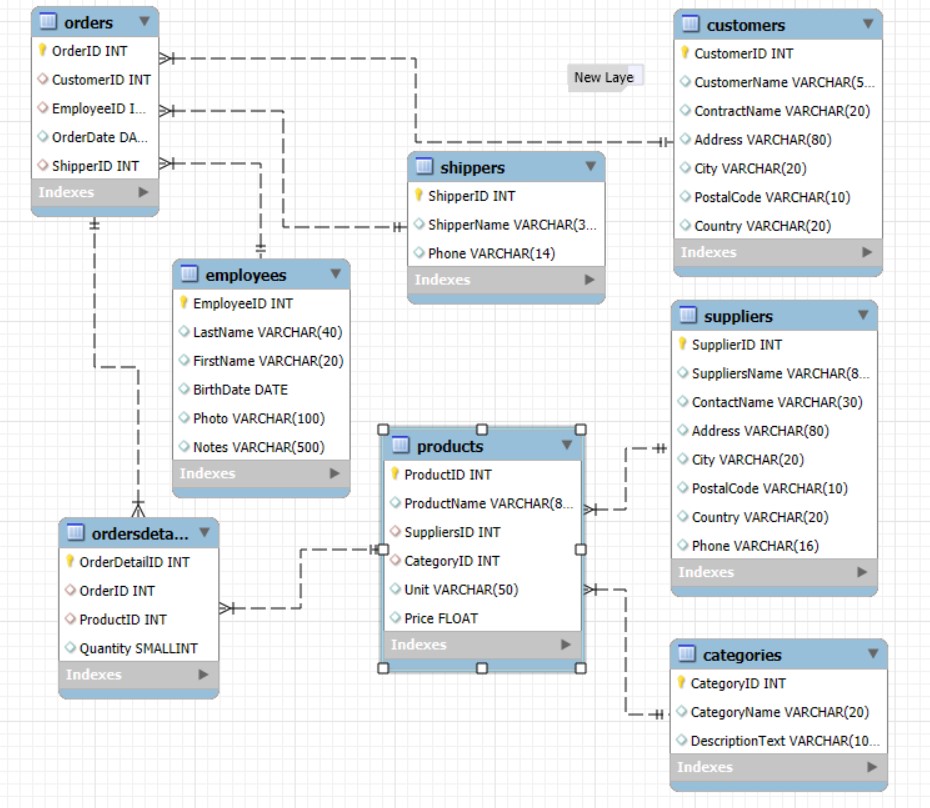 orders
OrderID INT
CustomerID INT
EmployeeID I...
OrderDate DA...
ShipperID INT
Indexes
customers
CustomerID INT
CustomerName VARCHAR(5...
ContractName VARCHAR(20)
Address VARCHAR(80)
City VARCHAR(20)
PostalCode VARCHAR(10)
Country VARCHAR(20)
Indexes
New Laye
shippers
ShipperID INT
ShipperName VARCHAR(3...
Phone VARCHAR(14)
Indexes
employees
EmployeeID INT
LastName VARCHAR(40)
FirstName VARCHAR(20)
BirthDate DATE
Photo VARCHAR(100)
Notes VARCHAR(500)
Indexes
suppliers
SupplierID INT
SuppliersName VARCHAR(8...
ContactName VARCHAR(30)
Address VARCHAR(80)
City VARCHAR(20)
PostalCode VARCHAR(10)
Country VARCHAR(20)
Phone VARCHAR(16)
Indexes
products
ProductID INT
ProductName VARCHAR(8...
SuppliersID INT
CategoryID INT
Unit VARCHAR(50)
Price FLOAT
Indexes
ordersdeta...
OrderDetailID INT
OrderID INT
ProductID INT
Quantity SMALLINT
Indexes
categories
CategoryID INT
CategoryName VARCHAR(20)
DescriptionText VARCHAR(10...
Indexes